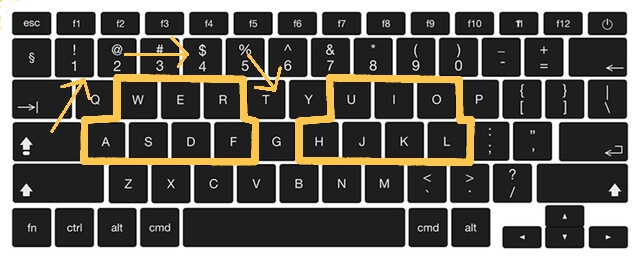 esc f1 f2 f3 f4 f5 f6 f7 f8 f9 f10 f1 f12
§ ! 1 @ 2 # 3 $ 4 % 5 ^ 6 & 7 * 8 ( 9 ) 0 _ - + =
Q W E R T Y U I O P { [ } ] | \
A S D F G H J K L : ; " ,
Z X C V B N M < ` > . ? /
fn ctrl alt cmd cmd alt